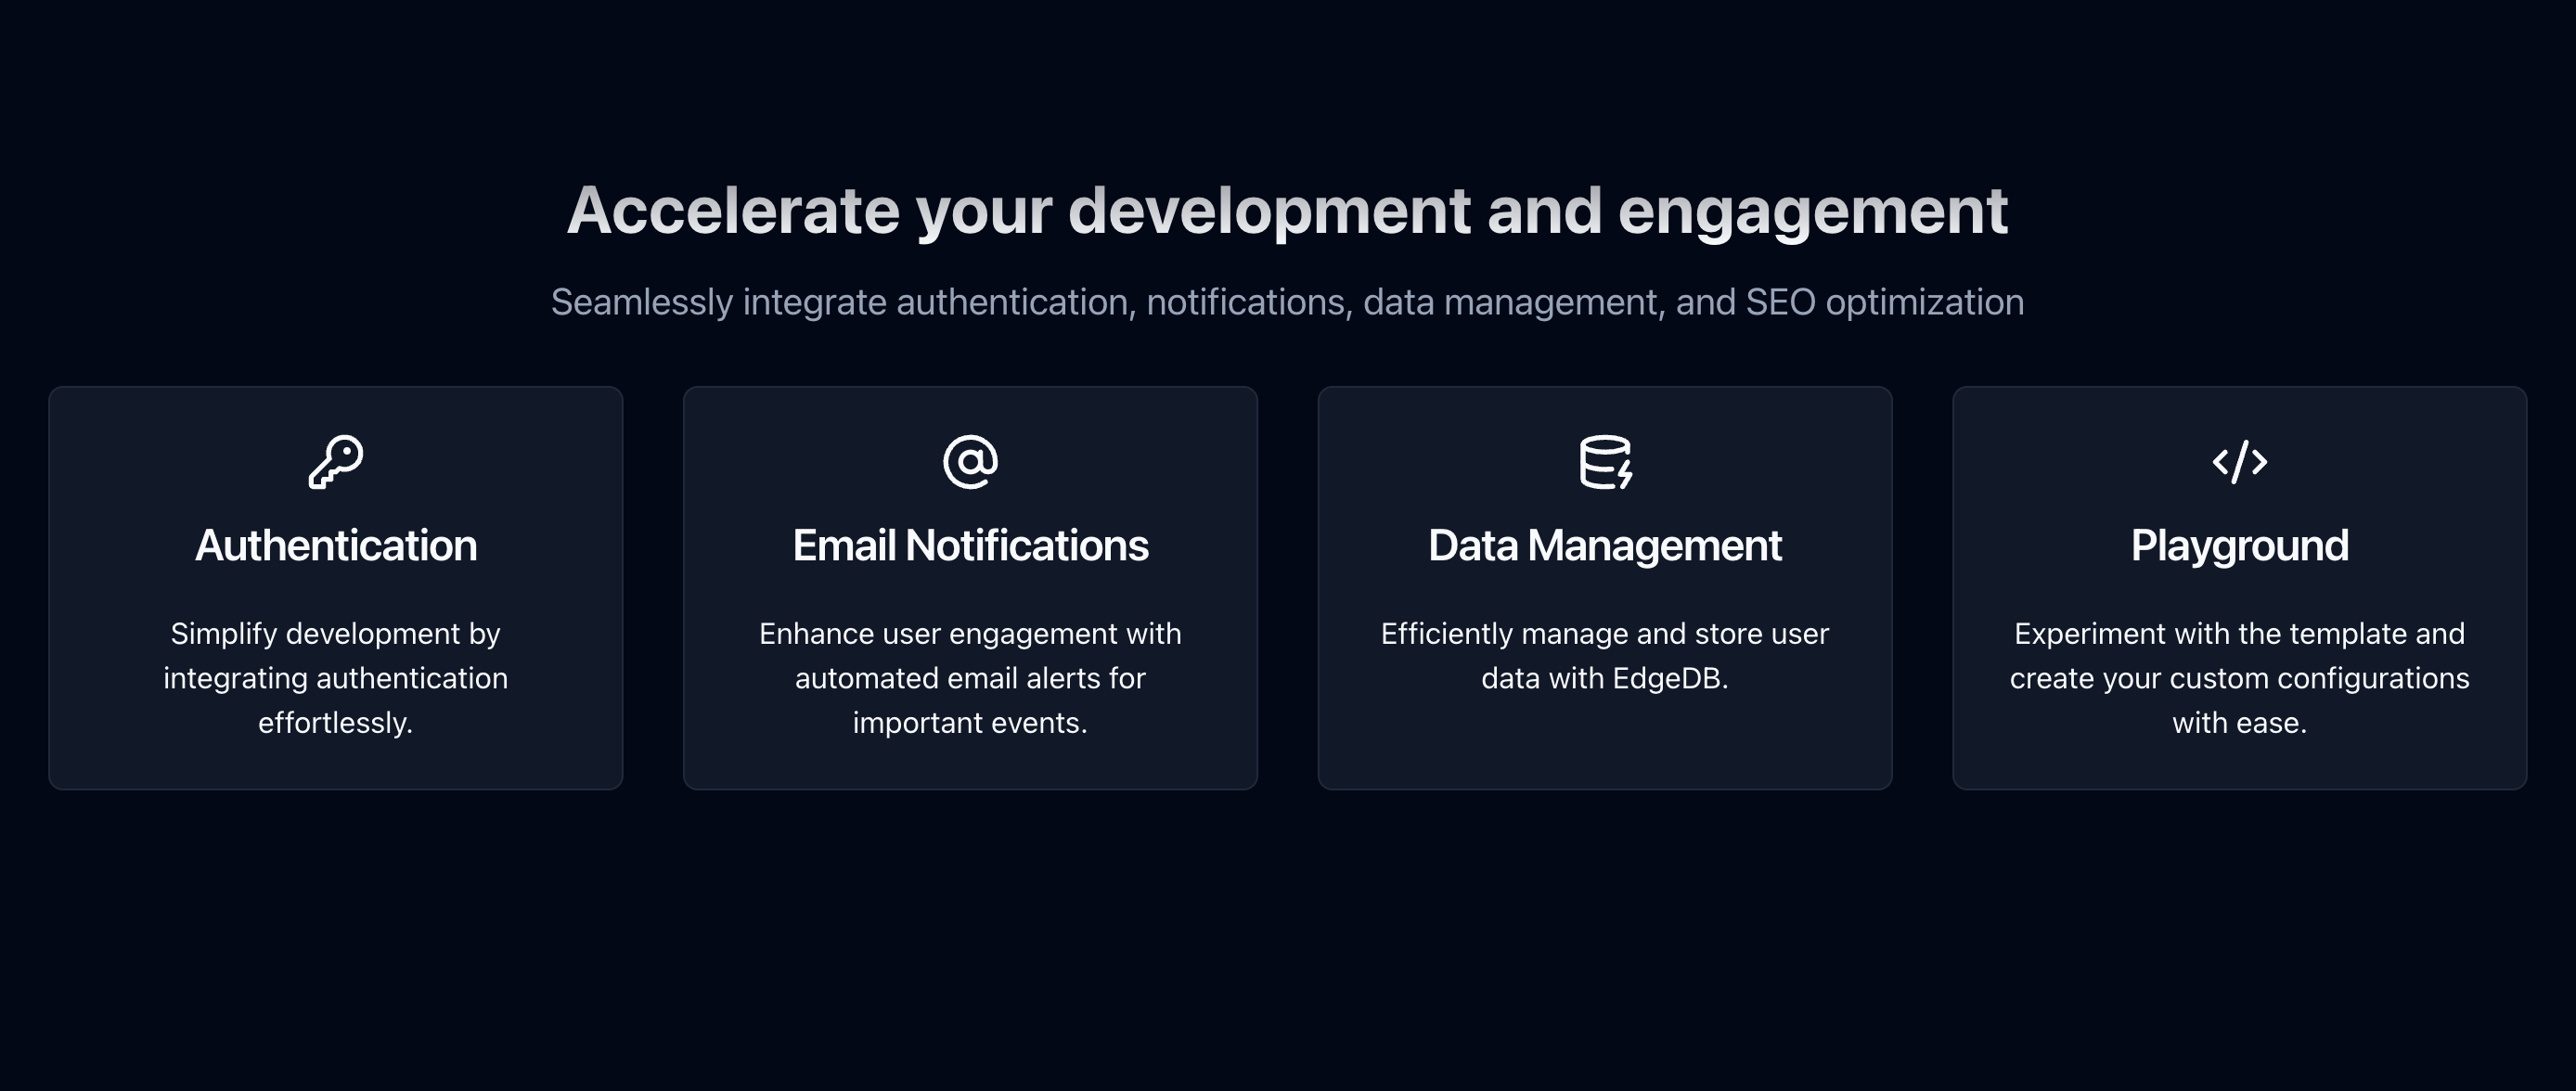 Accelerate your development and engagement
Seamlessly integrate authentication, notifications, data management, and SEO optimization
Authentication
Simplify development by
integrating authentication
effortlessly.
Email Notifications
Enhance user engagement with
automated email alerts for
important events.
Data Management
Efficiently manage and store user
data with EdgeDB.
Playground
Experiment with the template and
create your custom configurations
with ease.